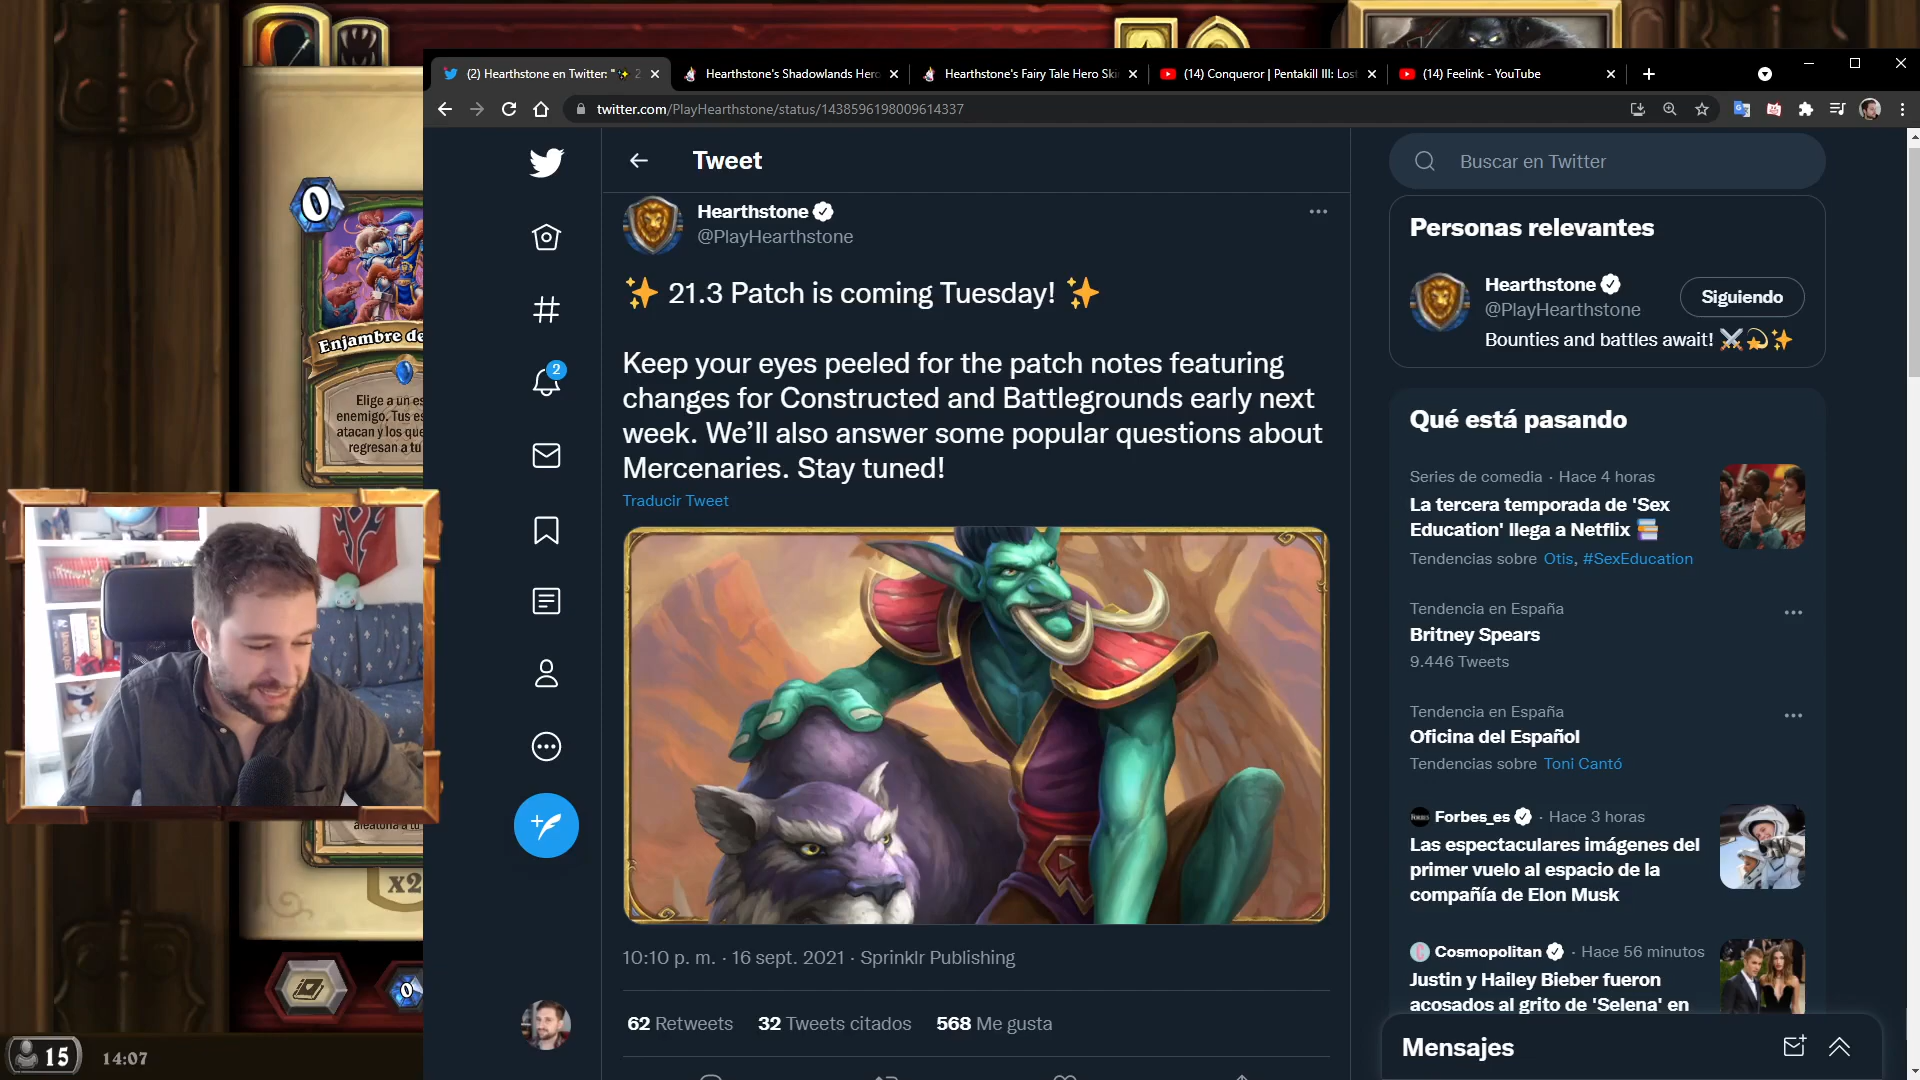 (2) Hearthstone en Twitter: "✨ 2
Hearthstone's Shadowlands Hero
Hearthstone's Fairy Tale Hero Ski
(14) Conqueror | Pentakill III: Los
(14) Feelink - YouTube
twitter.com/PlayHearthstone/status/1438596198009614337
Tweet
Hearthstone
@PlayHearthstone
✨ 21.3 Patch is coming Tuesday! ✨
Keep your eyes peeled for the patch notes featuring
changes for Constructed and Battlegrounds early next
week. We'll also answer some popular questions about
Mercenaries. Stay tuned!
Traducir Tweet
10:10 p. m. · 16 sept. 2021 · Sprinklr Publishing
62 Retweets 32 Tweets citados 568 Me gusta
2
Buscar en Twitter
Personas relevantes
Hearthstone
@PlayHearthstone
Siguiendo
Bounties and battles await! ⚔️💫✨
Qué está pasando
Series de comedia · Hace 4 horas
La tercera temporada de 'Sex
Education' llega a Netflix 📚
Tendencias sobre Otis, #SexEducation
Tendencia en España
Britney Spears
9.446 Tweets
Tendencia en España
Oficina del Español
Tendencias sobre Toni Cantó
Forbes_es · Hace 3 horas
Las espectaculares imágenes del
primer vuelo al espacio de la
compañía de Elon Musk
Cosmopolitan · Hace 56 minutos
Justin y Hailey Bieber fueron
acosados al grito de 'Selena' en
Mensajes
0
Enjambre de
Elige a un es
enemigo. Tus es
atacan y los que
regresan a tu
aleatoria a tu
x2
0
15
14:07